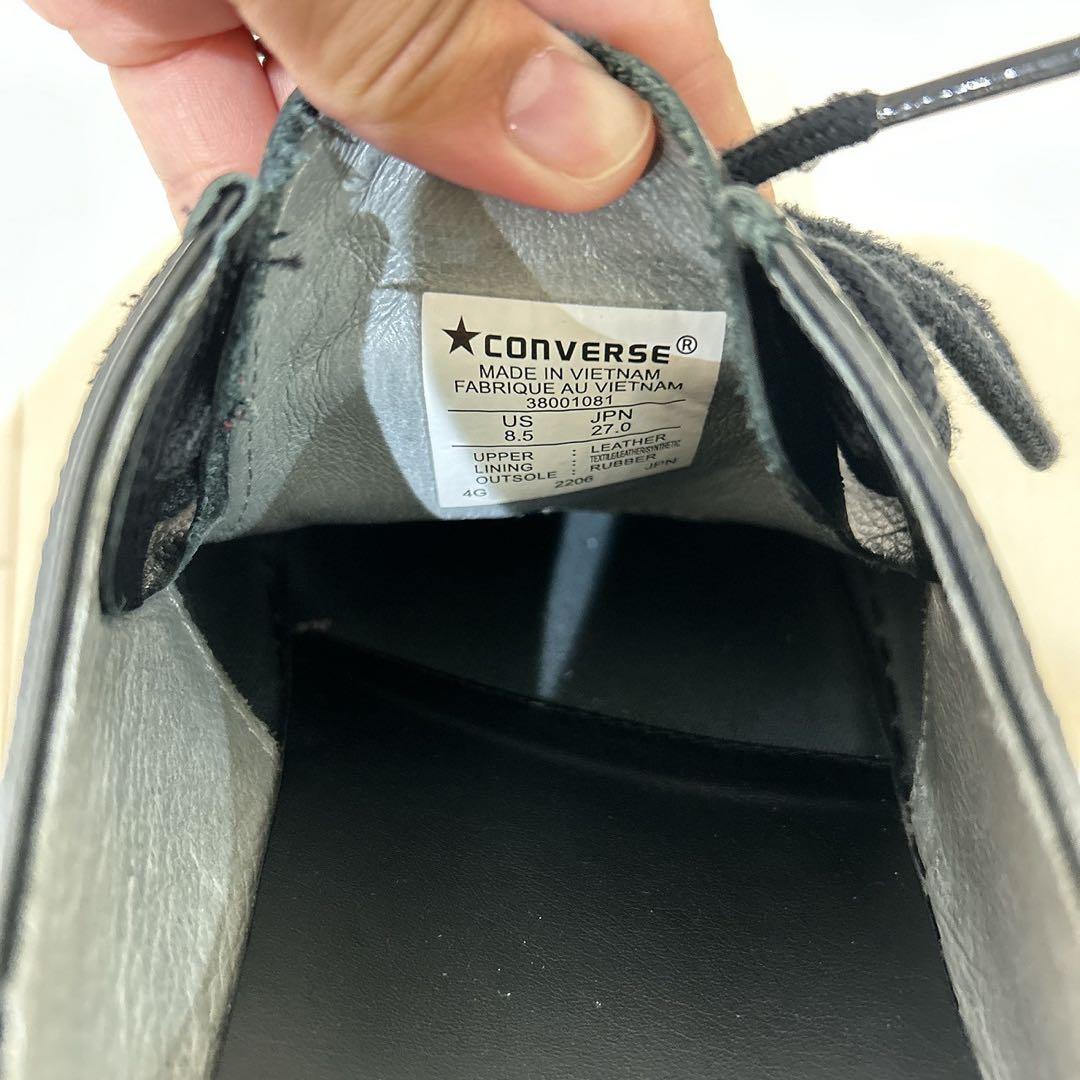 ★CONVERSE®
MADE IN VIETNAM
FABRIQUE AU VIETNAM
38001081
US JPN
8.5 27.0
UPPER : LEATHER
LINING : TEXTILE/LEATHER/SYNTHETIC
OUTSOLE : RUBBER
4G 2206 JPN